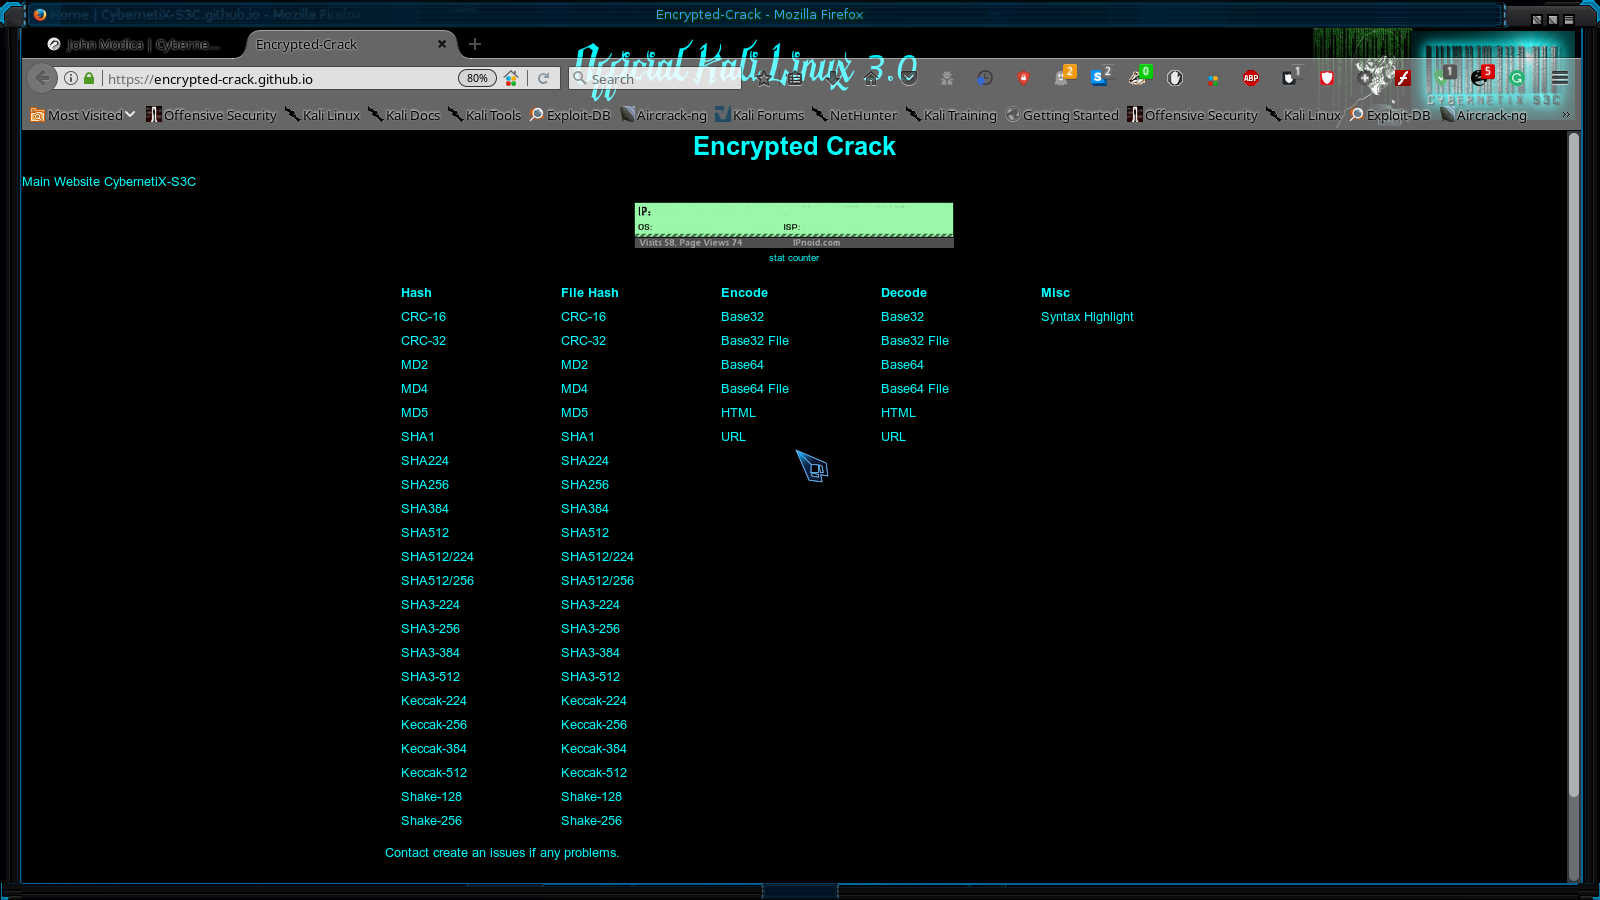 Home | CybernetiX-S3C.github.io - Mozilla Firefox
Encrypted-Crack - Mozilla Firefox
John Modica | Cyberne...
Encrypted-Crack
Official Kali Linux 3.0
https://encrypted-crack.github.io
80%
Search
2
2
0
ABP
1
1
5
CYBERNETIX S3C
Most Visited
Offensive Security
Kali Linux
Kali Docs
Kali Tools
Exploit-DB
Aircrack-ng
Kali Forums
NetHunter
Kali Training
Getting Started
Offensive Security
Kali Linux
Exploit-DB
Aircrack-ng
Encrypted Crack
Main Website CybernetiX-S3C
IP:
OS: ISP:
Visits 58, Page Views 74 IPnoid.com
stat counter
Hash File Hash Encode Decode Misc
CRC-16 CRC-16 Base32 Base32 Syntax Highlight
CRC-32 CRC-32 Base32 File Base32 File
MD2 MD2 Base64 Base64
MD4 MD4 Base64 File Base64 File
MD5 MD5 HTML HTML
SHA1 SHA1 URL URL
SHA224 SHA224
SHA256 SHA256
SHA384 SHA384
SHA512 SHA512
SHA512/224 SHA512/224
SHA512/256 SHA512/256
SHA3-224 SHA3-224
SHA3-256 SHA3-256
SHA3-384 SHA3-384
SHA3-512 SHA3-512
Keccak-224 Keccak-224
Keccak-256 Keccak-256
Keccak-384 Keccak-384
Keccak-512 Keccak-512
Shake-128 Shake-128
Shake-256 Shake-256
Contact create an issues if any problems.